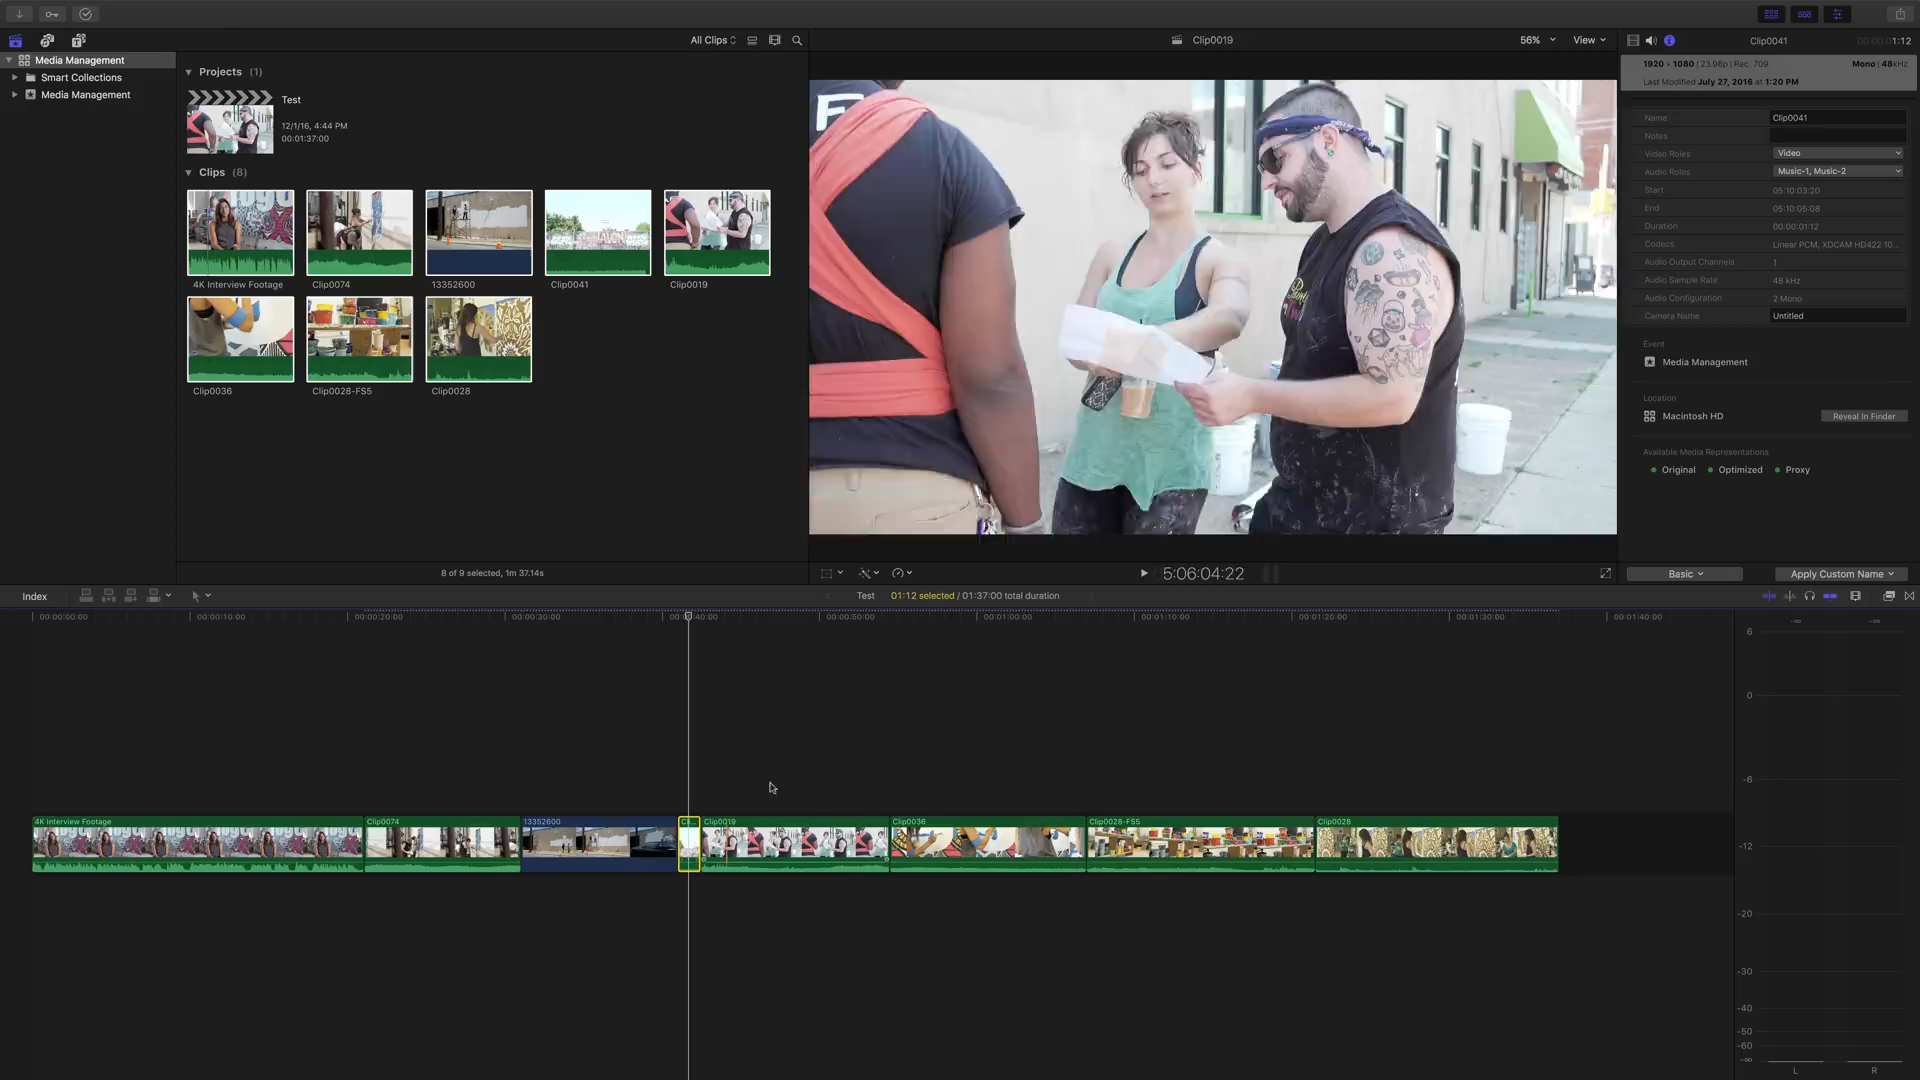 All Clips
Clip0019
56%
View
Clip0041
1:12
Media Management
Smart Collections
Media Management
Projects (1)
Test
12/1/16, 4:44 PM
00:01:37:00
Clips (8)
4K Interview Footage
Clip0074
13352600
Clip0041
Clip0019
Clip0036
Clip0028-FS5
Clip0028
8 of 9 selected, 1m 37.14s
5:06:04:22
1920 × 1080 | 23.98p | Rec. 709
Mono | 48kHz
Last Modified July 27, 2016 at 1:20 PM
Name Clip0041
Notes
Video Roles Video
Audio Roles Music-1, Music-2
Start 05:10:03:20
End 05:10:05:08
Duration 00:00:01:12
Codecs Linear PCM, XDCAM HD422 10...
Audio Output Channels 1
Audio Sample Rate 48 kHz
Audio Configuration 2 Mono
Camera Name Untitled
Event
Media Management
Location
Macintosh HD
Reveal In Finder
Available Media Representations
Original Optimized Proxy
Basic
Apply Custom Name
Index
Test
01:12 selected / 01:37:00 total duration
00:00:00:00
00:00:10:00
00:00:20:00
00:00:30:00
00:00:40:00
00:00:50:00
00:01:00:00
00:01:10:00
00:01:20:00
00:01:30:00
00:01:40:00
4K Interview Footage
Clip0074
13352600
Cli...
Clip0019
Clip0036
Clip0028-FS5
Clip0028
-∞ -∞
6
0
-6
-12
-20
-30
-40
-50
-60
-∞
L R